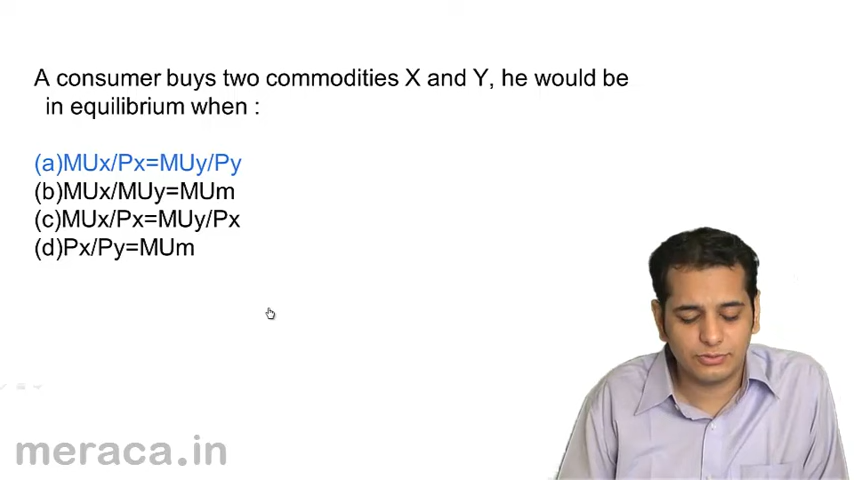 A consumer buys two commodities X and Y, he would be
in equilibrium when :
(a)MUx/Px=MUy/Py
(b)MUx/MUy=MUm
(c)MUx/Px=MUy/Px
(d)Px/Py=MUm
meraca.in